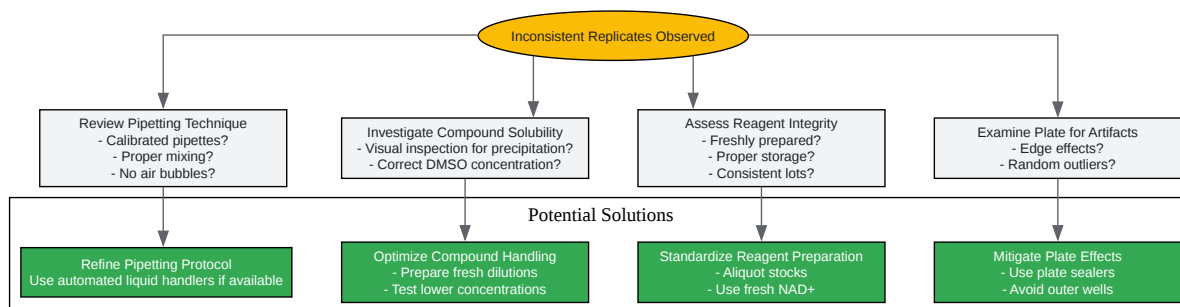 Inconsistent Replicates Observed
Review Pipetting Technique
- Calibrated pipettes?
- Proper mixing?
- No air bubbles?
Investigate Compound Solubility
- Visual inspection for precipitation?
- Correct DMSO concentration?
Assess Reagent Integrity
- Freshly prepared?
- Proper storage?
- Consistent lots?
Examine Plate for Artifacts
- Edge effects?
- Random outliers?
Potential Solutions
Refine Pipetting Protocol
Use automated liquid handlers if available
Optimize Compound Handling
- Prepare fresh dilutions
- Test lower concentrations
Standardize Reagent Preparation
- Aliquot stocks
- Use fresh NAD+
Mitigate Plate Effects
- Use plate sealers
- Avoid outer wells